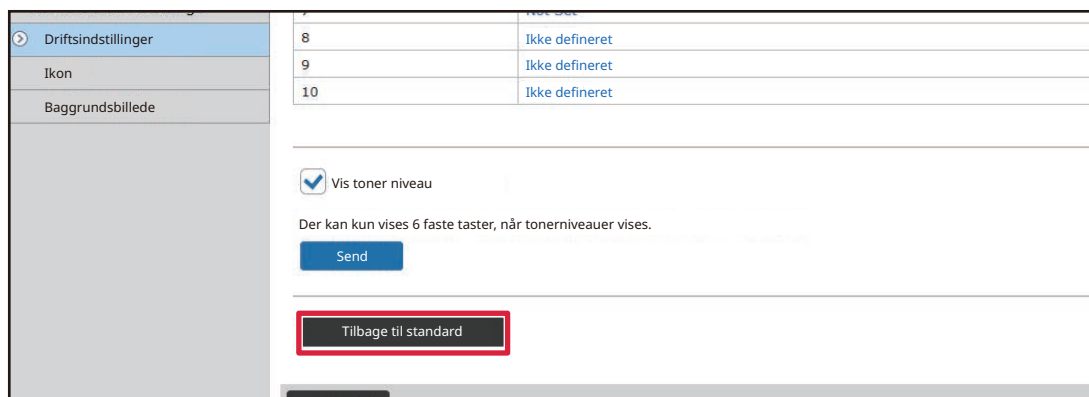 Driftsindstillinger
Ikon
Baggrundsbillede
8 Ikke defineret
9 Ikke defineret
10 Ikke defineret
Vis toner niveau
Der kan kun vises 6 faste taster, når tonerniveauer vises.
Send
Tilbage til standard